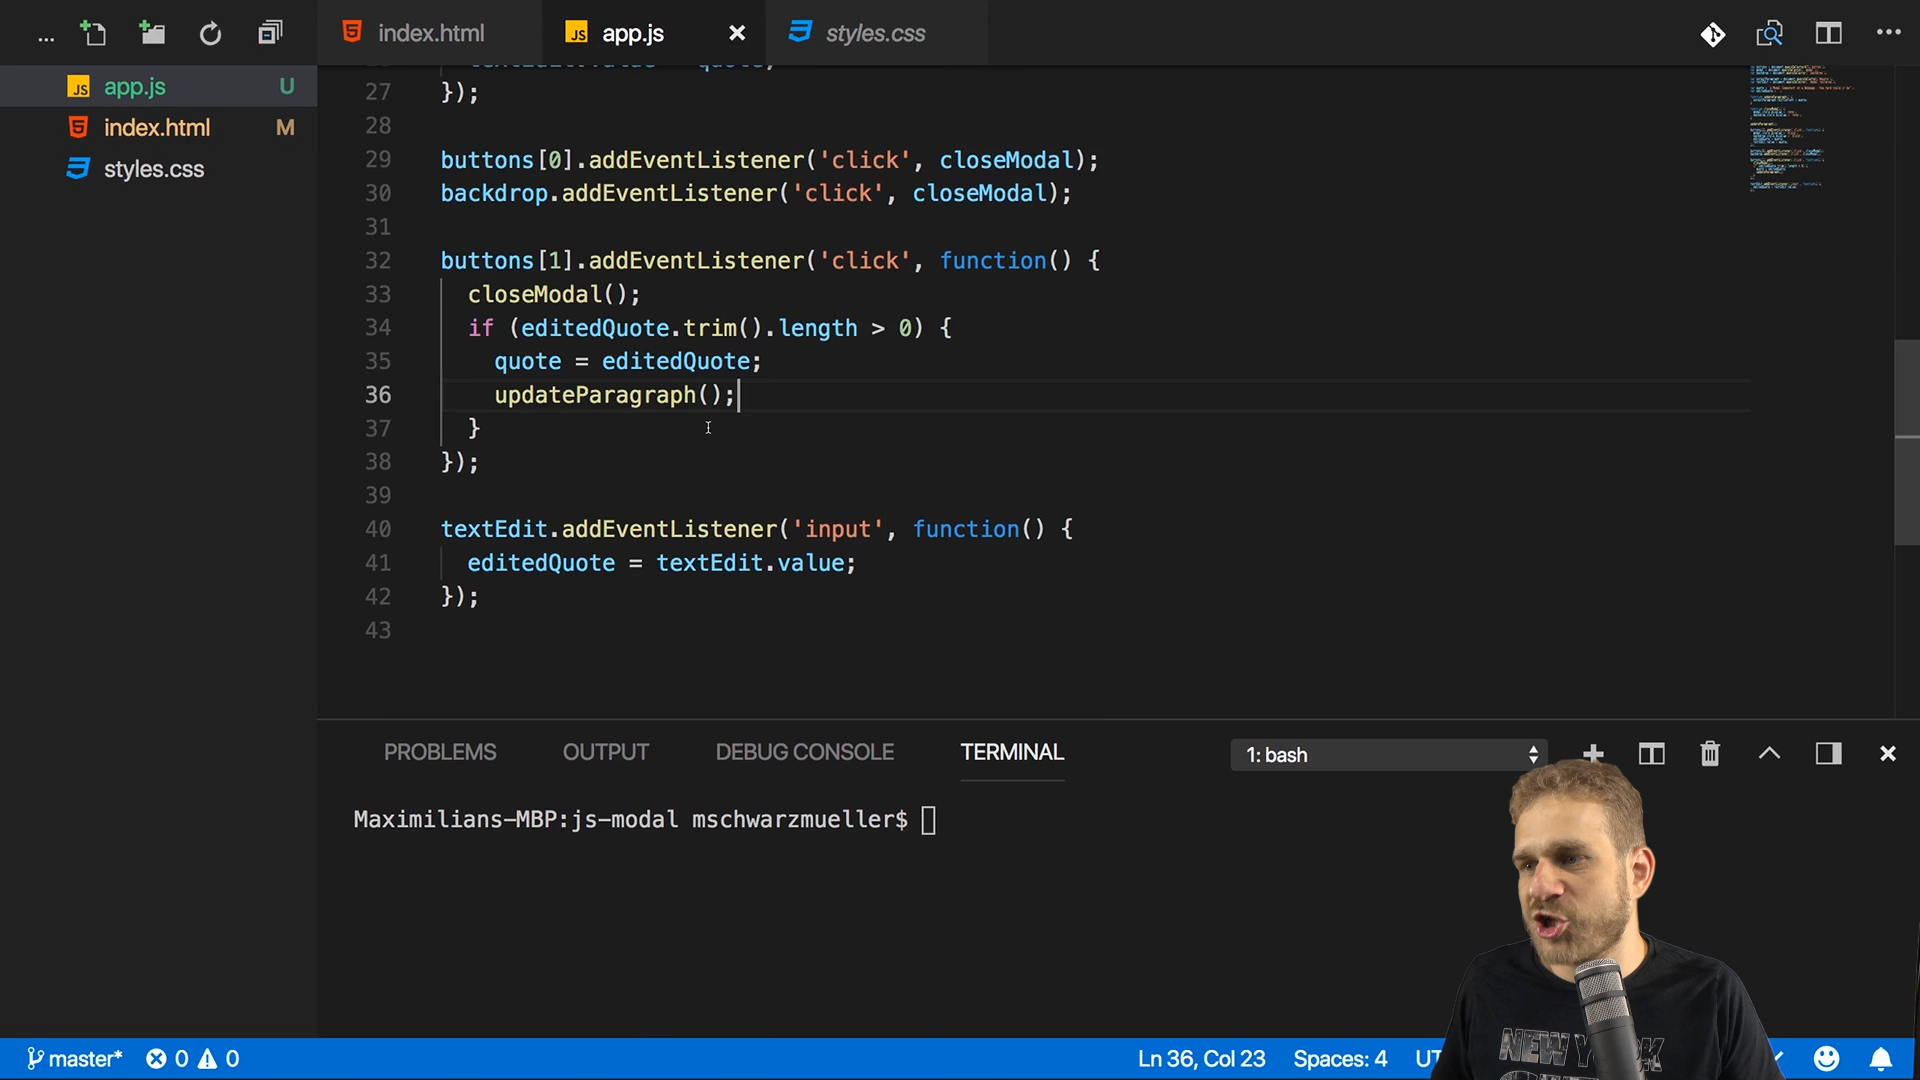 ... index.html app.js styles.css
app.js U
index.html M
styles.css
27 });
28
29 buttons[0].addEventListener('click', closeModal);
30 backdrop.addEventListener('click', closeModal);
31
32 buttons[1].addEventListener('click', function() {
33 closeModal();
34 if (editedQuote.trim().length > 0) {
35 quote = editedQuote;
36 updateParagraph();
37 }
38 });
39
40 textEdit.addEventListener('input', function() {
41 editedQuote = textEdit.value;
42 });
43
PROBLEMS OUTPUT DEBUG CONSOLE TERMINAL 1: bash
Maximilians-MBP:js-modal mschwarzmueller$
NEW YORK
master* 0 0 Ln 36, Col 23 Spaces: 4